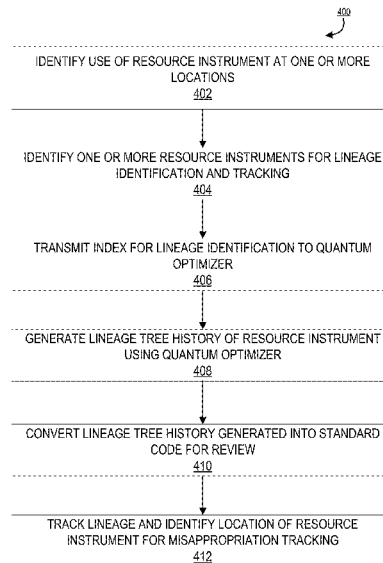 400
IDENTIFY USE OF RESOURCE INSTRUMENT AT ONE OR MORE
LOCATIONS
402
IDENTIFY ONE OR MORE RESOURCE INSTRUMENTS FOR LINEAGE
IDENTIFICATION AND TRACKING
404
TRANSMIT INDEX FOR LINEAGE IDENTIFICATION TO QUANTUM
OPTIMIZER
406
GENERATE LINEAGE TREE HISTORY OF RESOURCE INSTRUMENT
USING QUANTUM OPTIMIZER
408
CONVERT LINEAGE TREE HISTORY GENERATED INTO STANDARD
CODE FOR REVIEW
410
TRACK LINEAGE AND IDENTIFY LOCATION OF RESOURCE
INSTRUMENT FOR MISAPPROPRIATION TRACKING
412